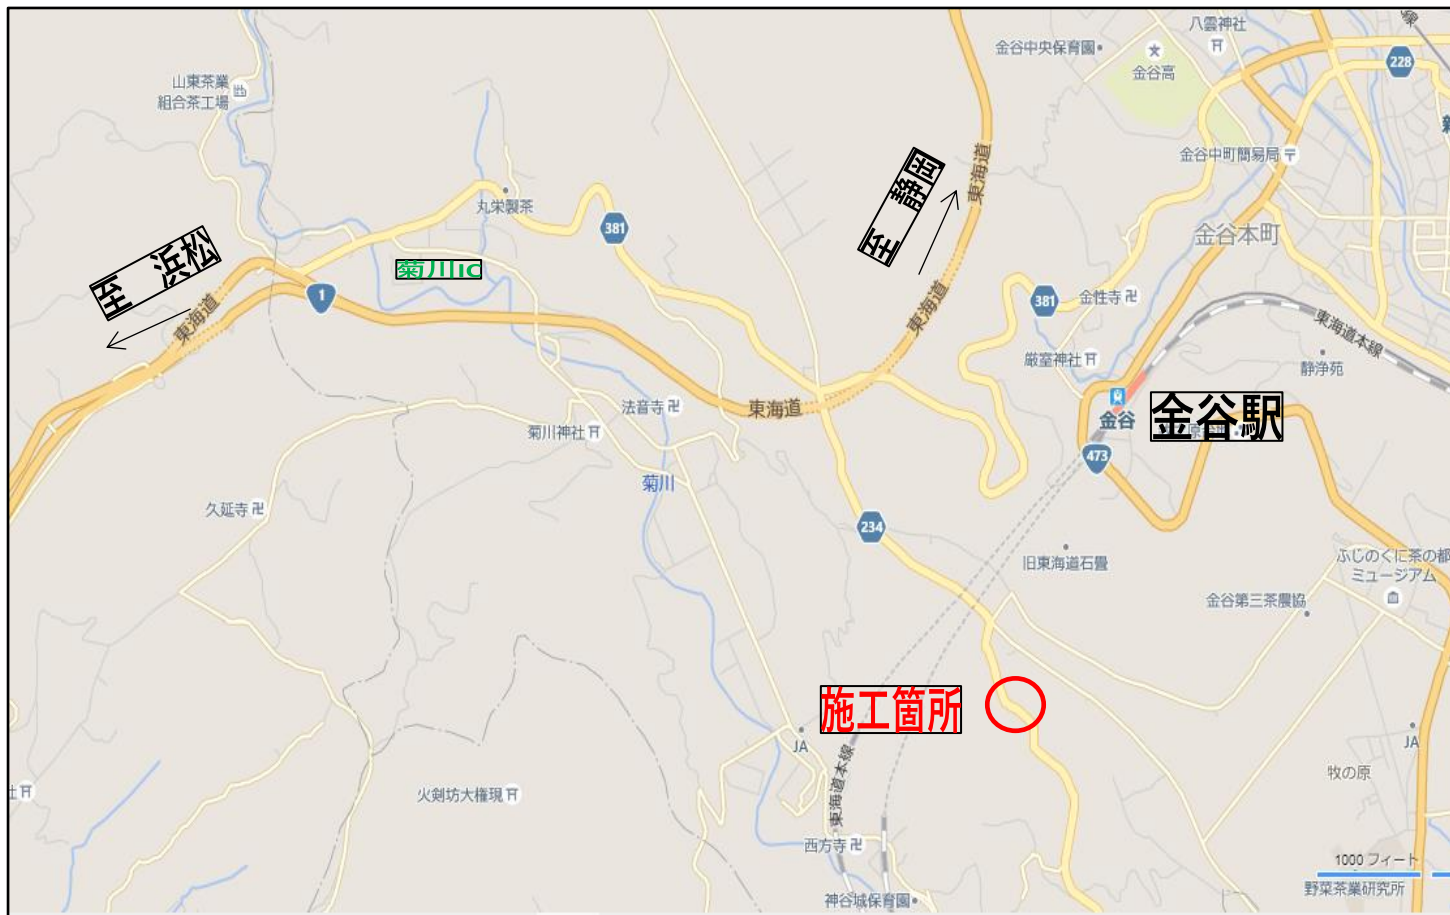 八雲神社
金谷中央保育園
金谷高
228
山東茶業
組合茶工場
金谷中町簡易局
東海道
至 静岡
丸栄製茶
381
金谷本町
至 浜松
菊川IC
1
東海道
東海道
381
金性寺
東海道本線
巌室神社
静浄苑
金谷
金谷駅
法音寺
東海道
菊川神社
473
菊川
久延寺
234
旧東海道石畳
ふじのくに茶の都
ミュージアム
金谷第三茶農協
施工箇所
JA
JA
牧の原
東海道本線
火剣坊大権現
西方寺
1000 フィート
野菜茶業研究所
神谷城保育園